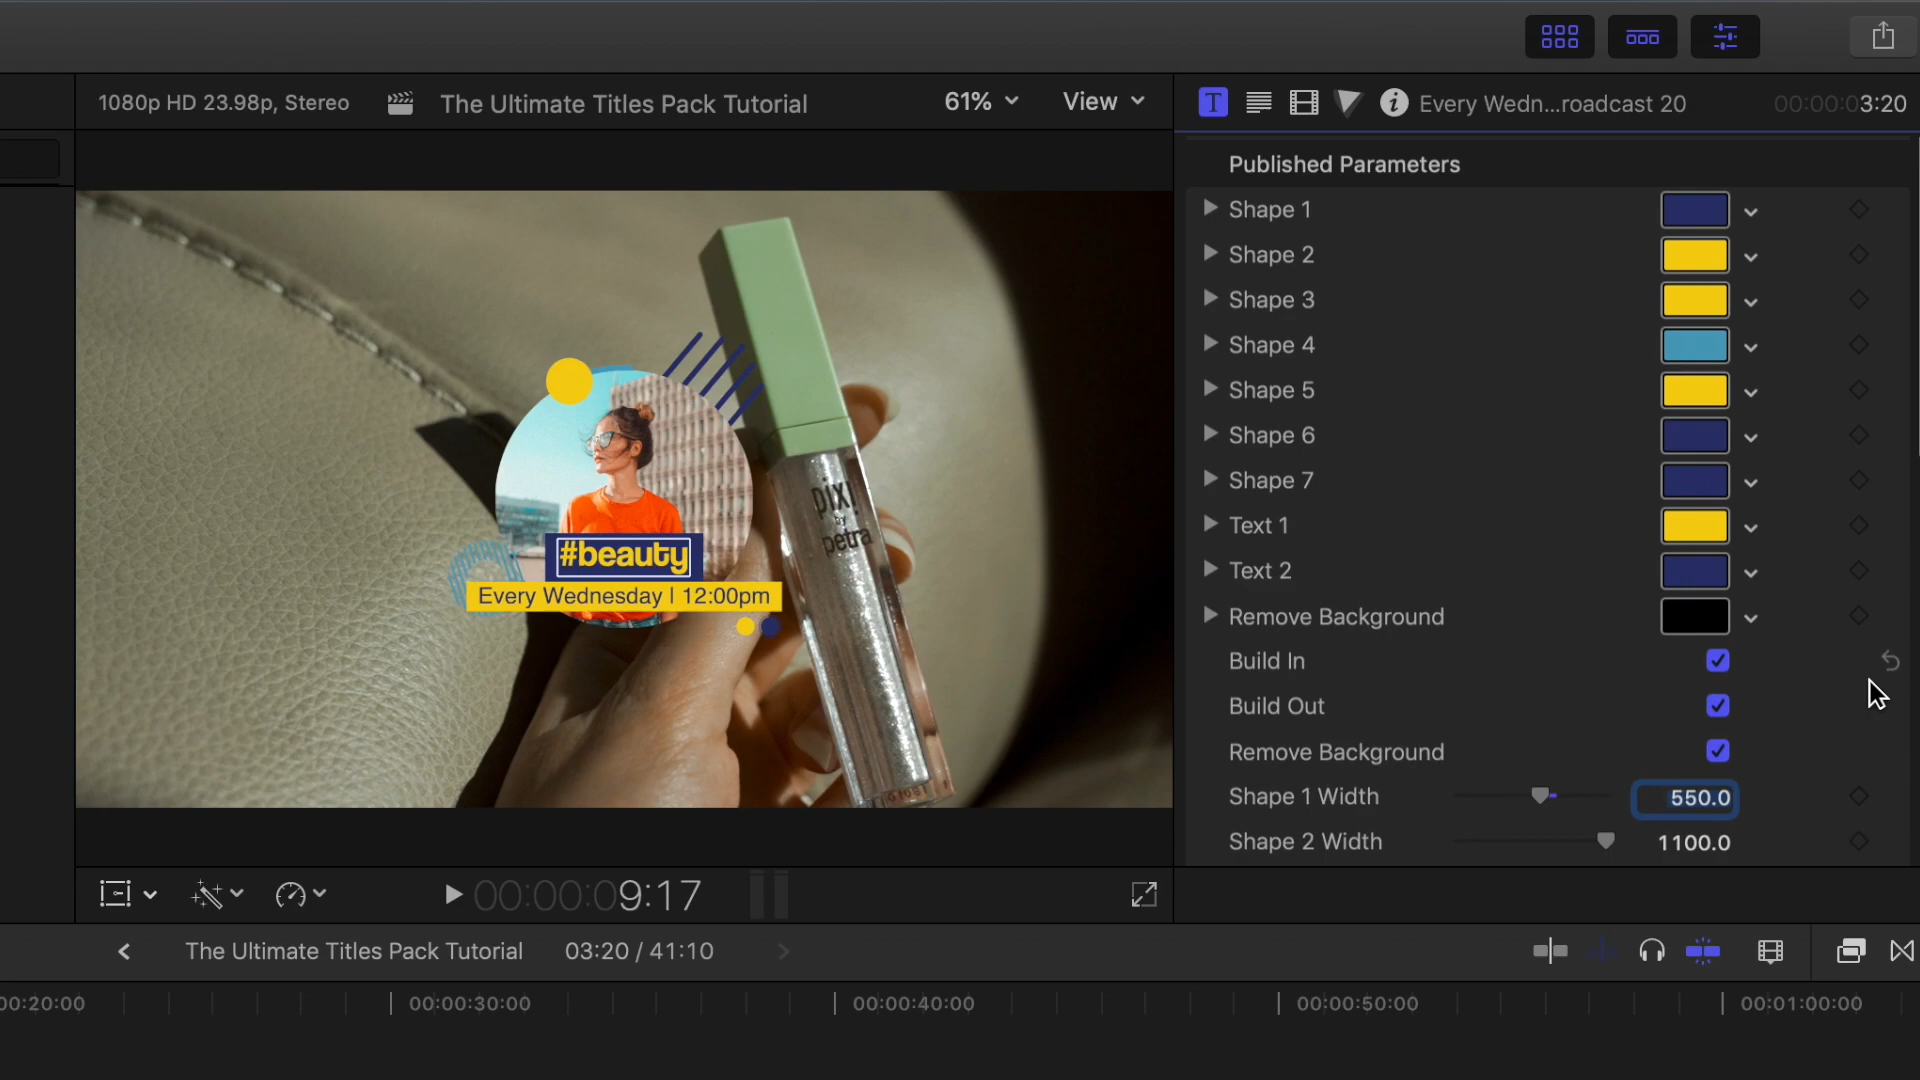 1080p HD 23.98p, Stereo
The Ultimate Titles Pack Tutorial
61%
View
T
i
Every Wedn...roadcast 20
00:00:03:20
Published Parameters
Shape 1
Shape 2
Shape 3
Shape 4
Shape 5
Shape 6
Shape 7
Text 1
Text 2
Remove Background
Build In
Build Out
Remove Background
Shape 1 Width
550.0
Shape 2 Width
1100.0
pixi
by
petra
#beauty
Every Wednesday | 12:00pm
00:00:09:17
The Ultimate Titles Pack Tutorial
03:20 / 41:10
00:20:00
00:00:30:00
00:00:40:00
00:00:50:00
00:01:00:00